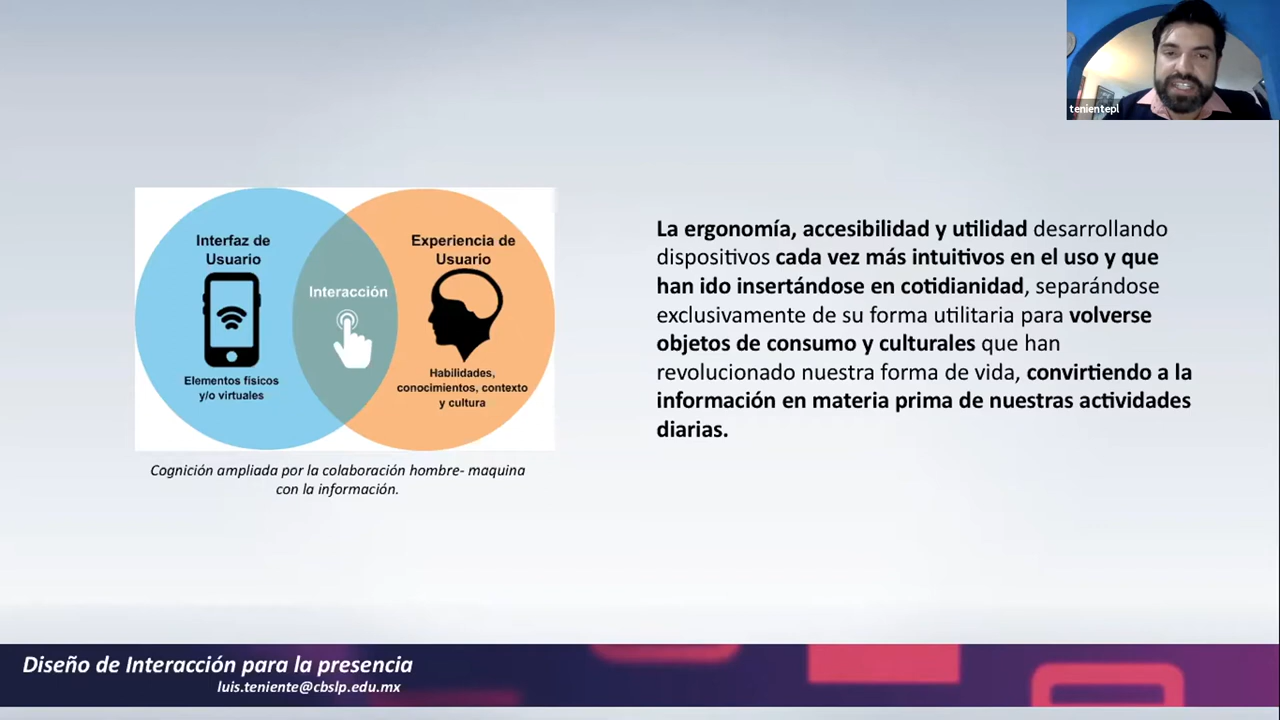 tenientepl
Interfaz de
Usuario
Experiencia de
Usuario
Interacción
Elementos físicos
y/o virtuales
Habilidades,
conocimientos, contexto
y cultura
Cognición ampliada por la colaboración hombre- maquina
con la información.
La ergonomía, accesibilidad y utilidad desarrollando
dispositivos cada vez más intuitivos en el uso y que
han ido insertándose en cotidianidad, separándose
exclusivamente de su forma utilitaria para volverse
objetos de consumo y culturales que han
revolucionado nuestra forma de vida, convirtiendo a la
información en materia prima de nuestras actividades
diarias.
Diseño de Interacción para la presencia
luis.teniente@cbslp.edu.mx